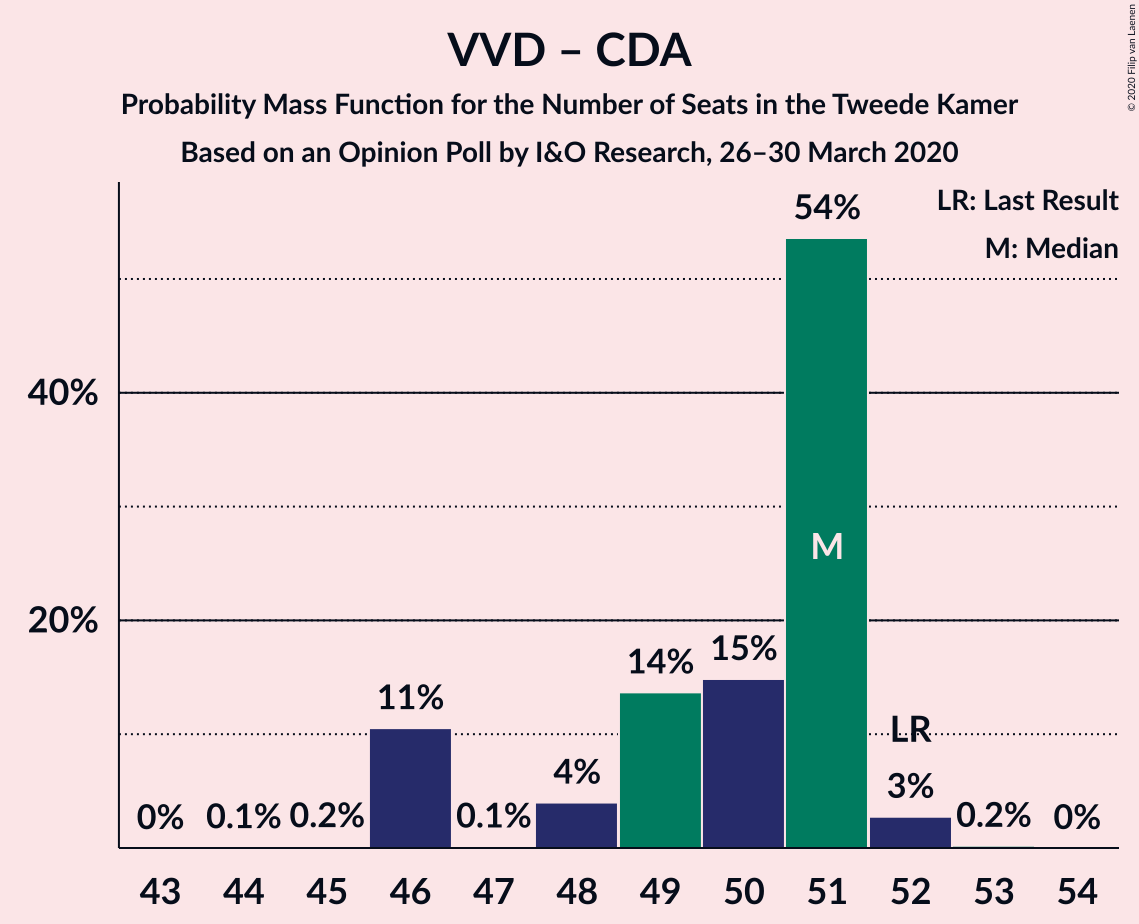 VVD – CDA
Probability Mass Function for the Number of Seats in the Tweede Kamer
Based on an Opinion Poll by I&O Research, 26–30 March 2020
© 2020 Filip van Laenen
LR: Last Result
M: Median
54%
40%
M
20%
15%
14%
11%
LR
4%
3%
0% 0.1% 0.2% 0.1% 0.2% 0%
43 44 45 46 47 48 49 50 51 52 53 54